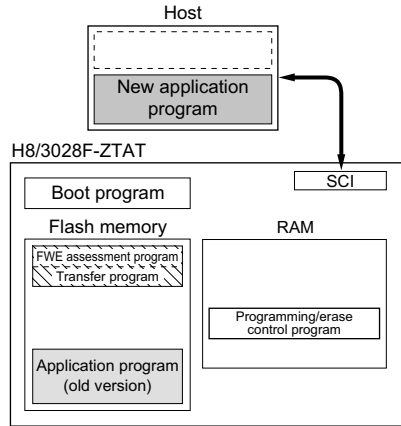 Host
New application
program
H8/3028F-ZTAT
SCI
Boot program
Flash memory
RAM
FWE assessment program
Transfer program
Programming/erase
control program
Application program
(old version)